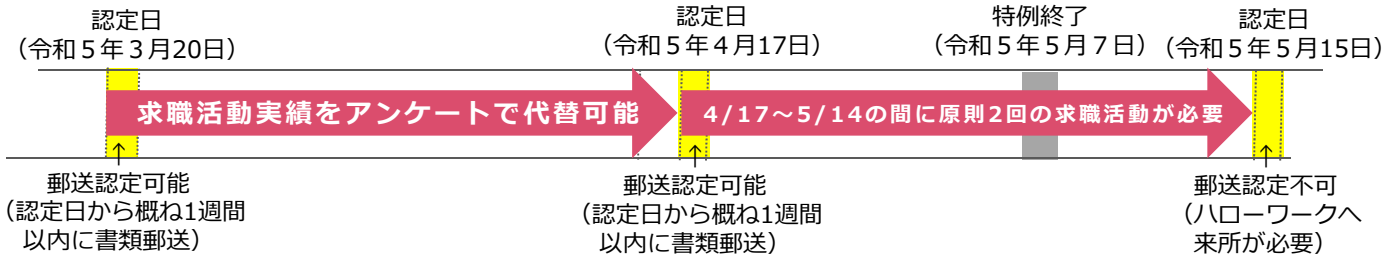 認定日
（令和５年３月20日）
認定日
（令和５年４月17日）
特例終了
（令和５年５月７日）
認定日
（令和５年５月15日）
求職活動実績をアンケートで代替可能
4/17～5/14の間に原則2回の求職活動が必要
↑
郵送認定可能
（認定日から概ね1週間
以内に書類郵送）
↑
郵送認定可能
（認定日から概ね1週間
以内に書類郵送）
↑
郵送認定不可
（ハローワークへ
来所が必要）